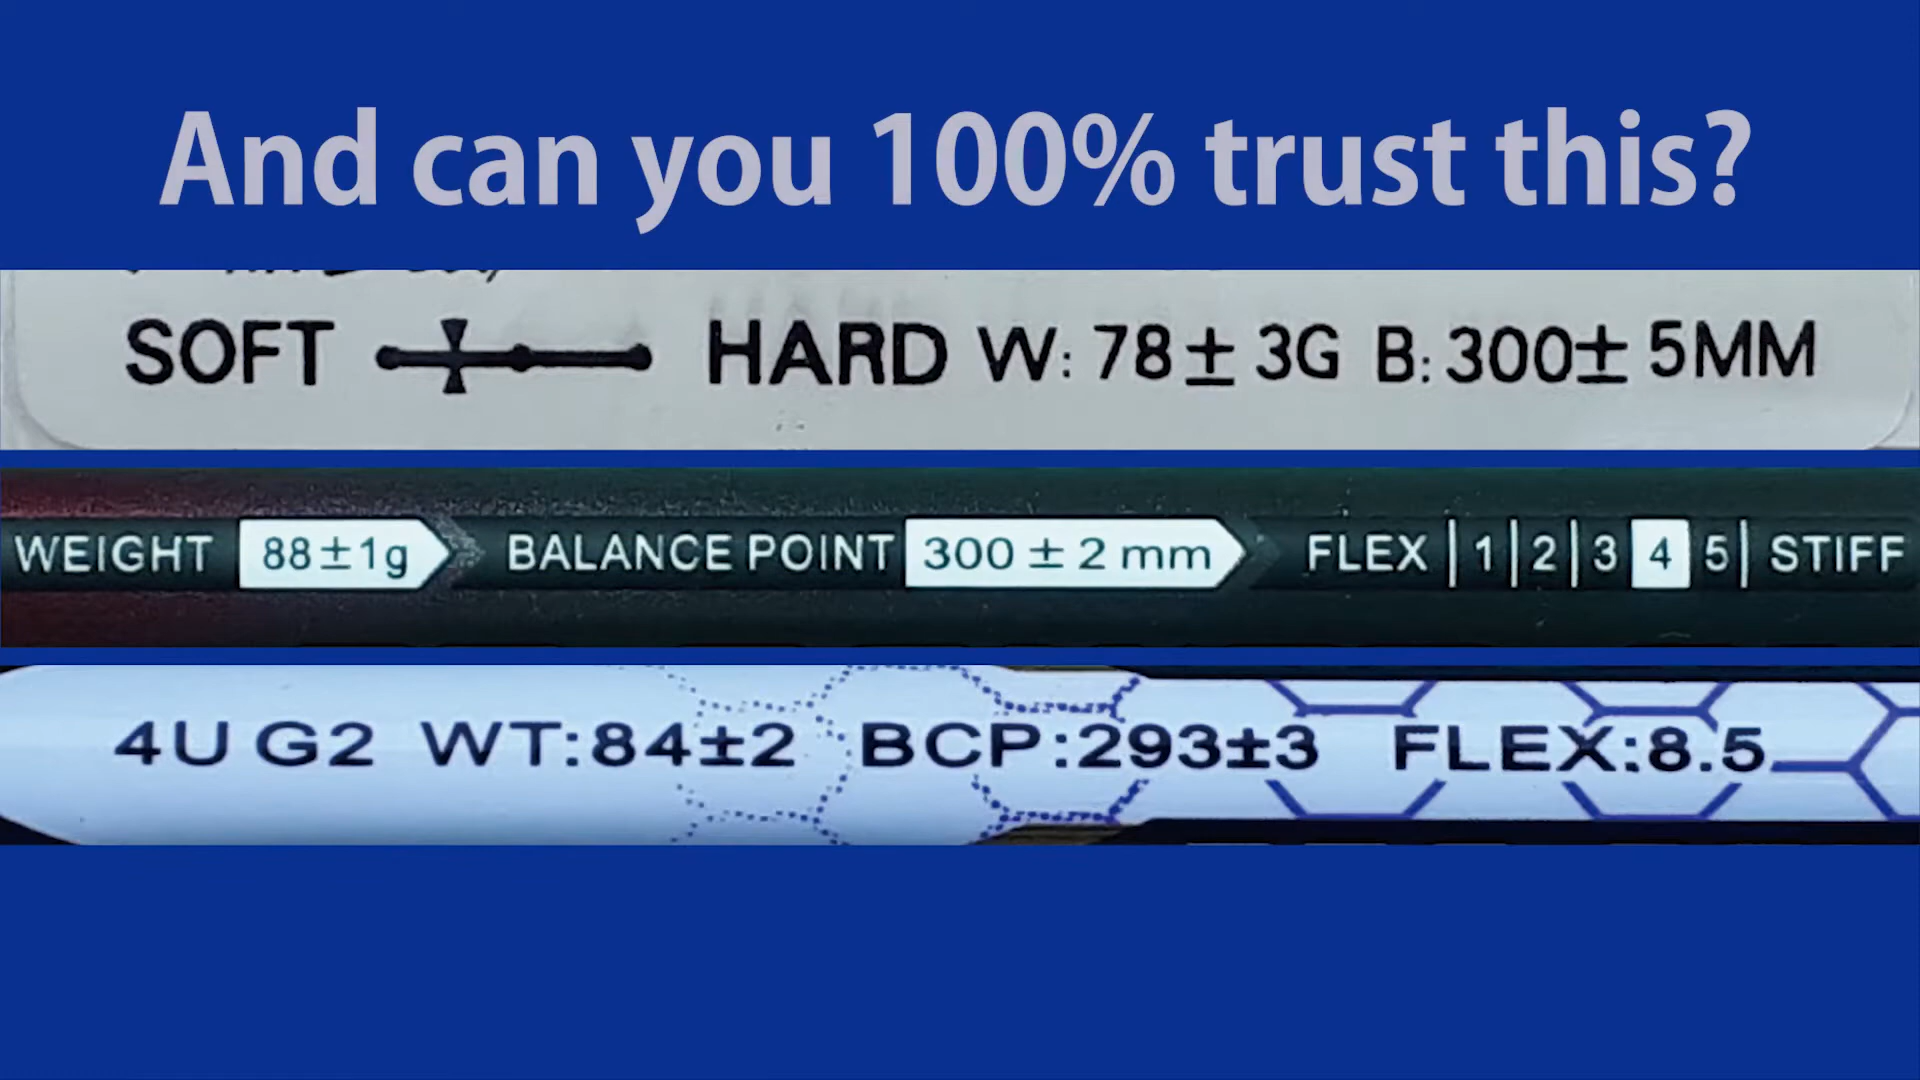 And can you 100% trust this?
SOFT HARD W: 78± 3G B: 300± 5MM
WEIGHT 88±1g BALANCE POINT 300 ± 2 mm FLEX |1|2|3 4 5| STIFF
4U G2 WT:84±2 BCP:293±3 FLEX:8.5